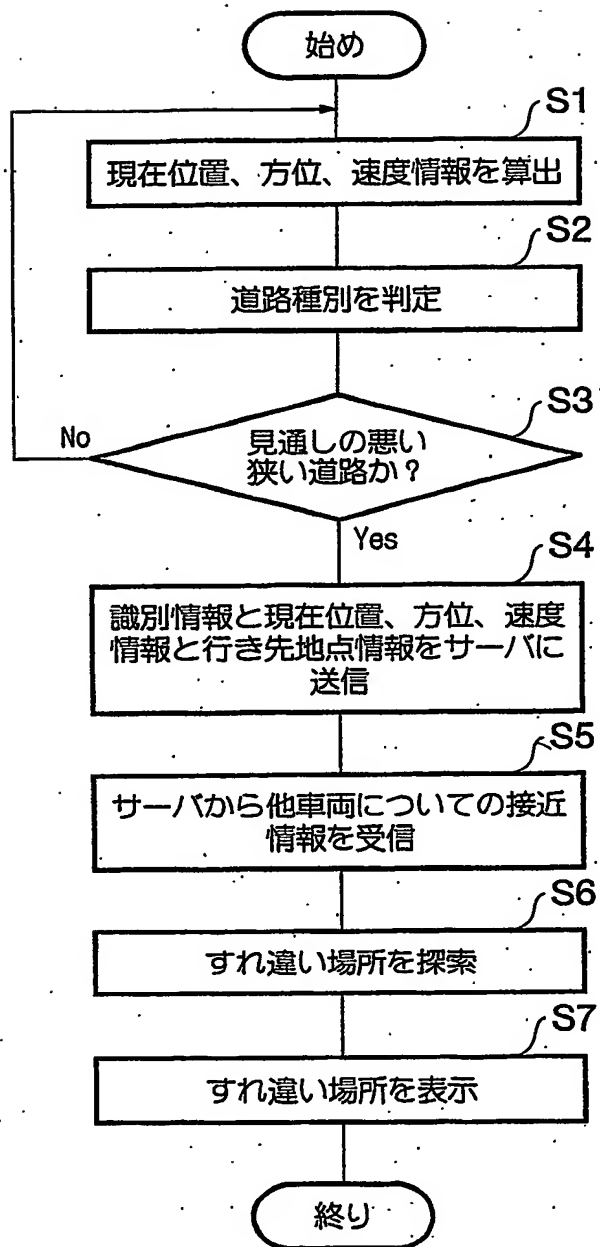 始め
S1
現在位置、方位、速度情報を算出
S2
道路種別を判定
S3
No
見通しの悪い
狭い道路か？
Yes
S4
識別情報と現在位置、方位、速度
情報と行き先地点情報をサーバに
送信
S5
サーバから他車両についての接近
情報を受信
S6
すれ違い場所を探索
S7
すれ違い場所を表示
終り